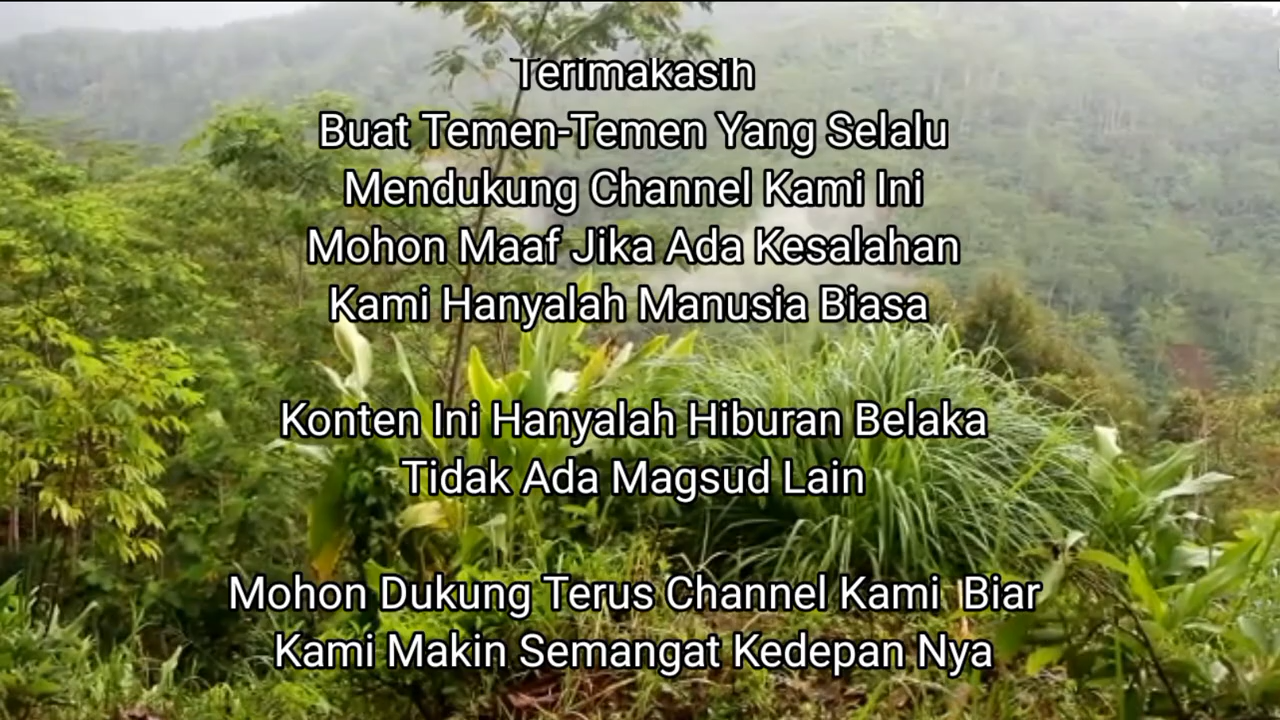 Terimakasih
Buat Temen-Temen Yang Selalu
Mendukung Channel Kami Ini
Mohon Maaf Jika Ada Kesalahan
Kami Hanyalah Manusia Biasa
Konten Ini Hanyalah Hiburan Belaka
Tidak Ada Magsud Lain
Mohon Dukung Terus Channel Kami  Biar
Kami Makin Semangat Kedepan Nya